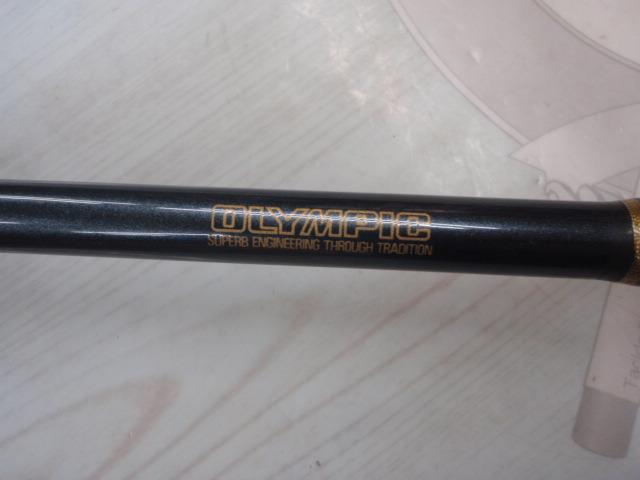 OLYMPIC
SUPERB ENGINEERING THROUGH TRADITION